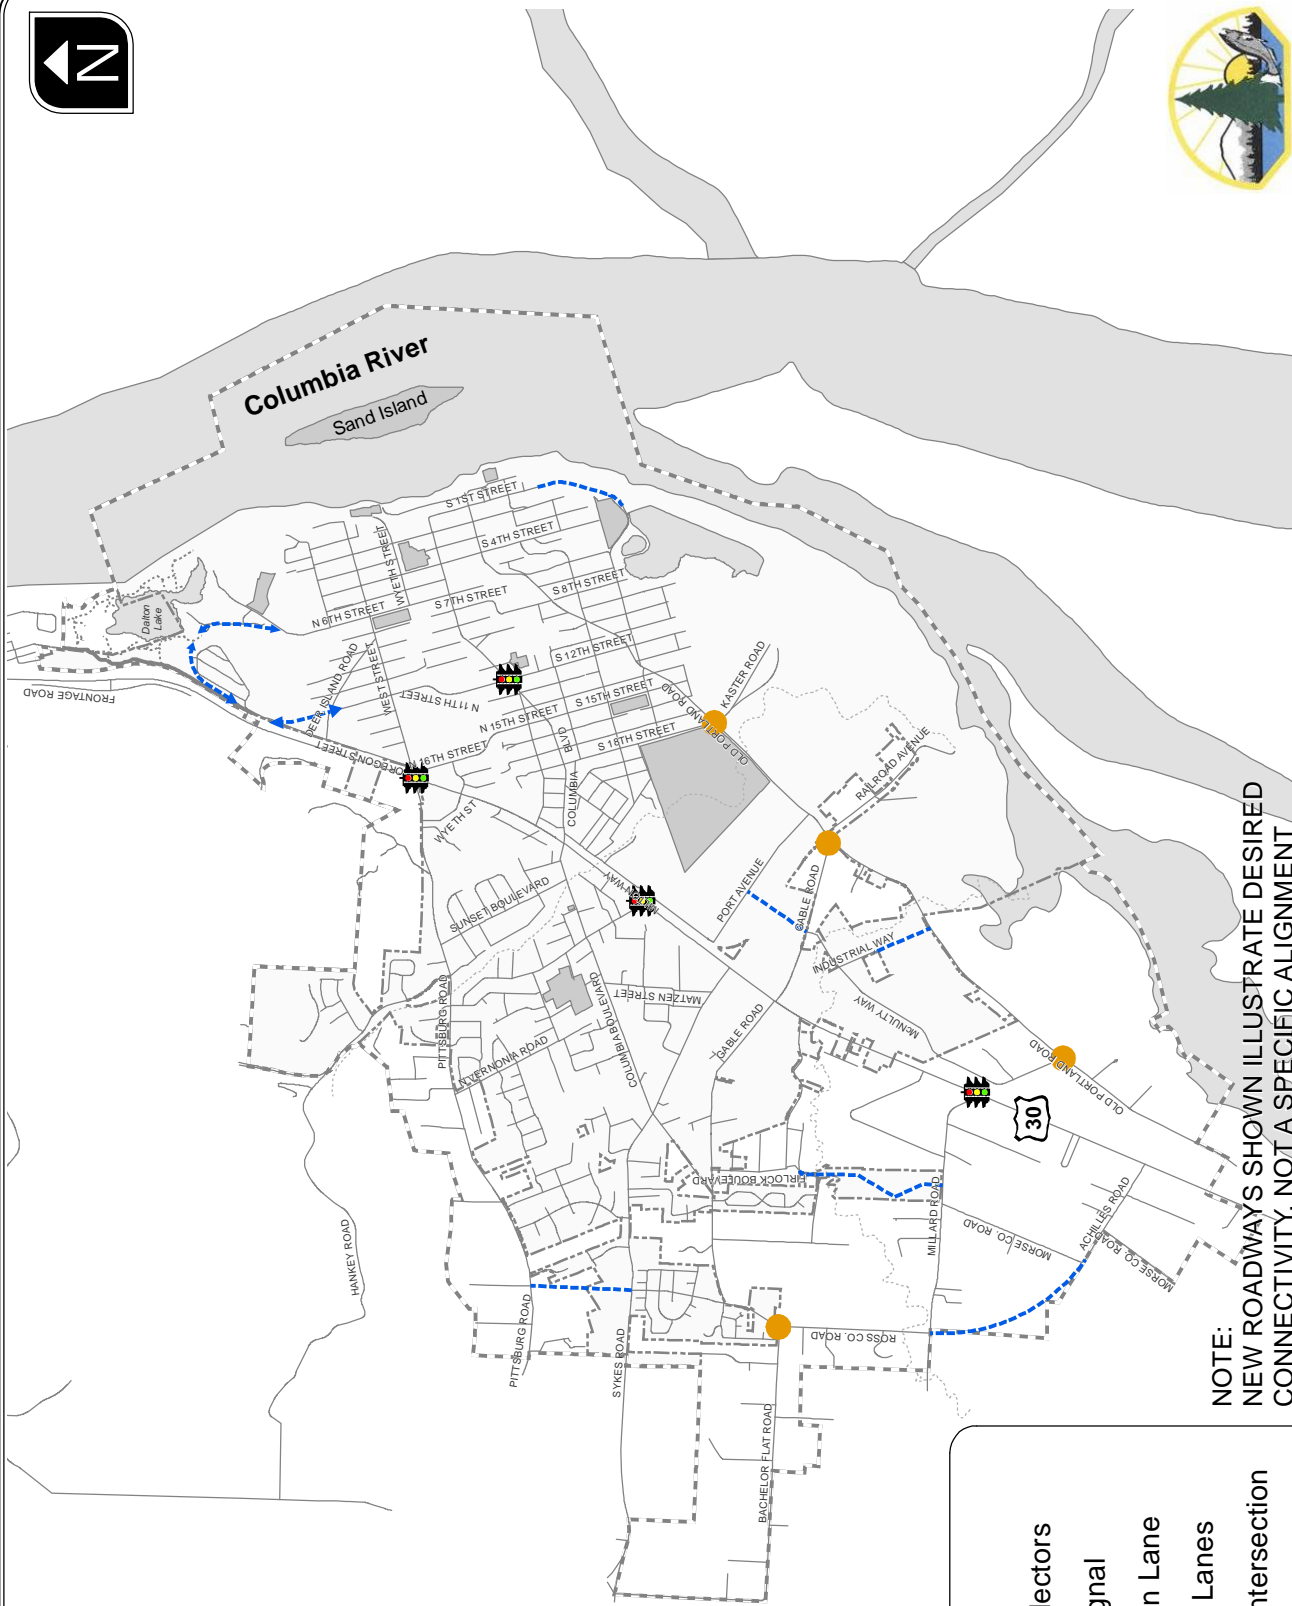 N
Columbia River
Sand Island
Dalton
Lake
FRONTAGE ROAD
DEER ISLAND ROAD
OREGON STREET
WEST STREET
WYETH STREET
N 6TH STREET
S 1ST STREET
S 4TH STREET
S 7TH STREET
S 8TH STREET
S 12TH STREET
N 11TH STREET
N 15TH STREET
S 15TH STREET
N 16TH STREET
S 18TH STREET
WYETH ST
COLUMBIA
BLVD
OLD PORTLAND ROAD
KASTER ROAD
RAILROAD AVENUE
PORT AVENUE
GABLE ROAD
INDUSTRIAL WAY
McNULTY WAY
SUNSET BOULEVARD
PITTSBURG ROAD
N VERNONIA ROAD
COLUMBIA BOULEVARD
MATZEN STREET
GABLE ROAD
OLD PORTLAND ROAD
30
FIRLOCK BOULEVARD
MILLARD ROAD
MORSE CO. ROAD
ACHILLES ROAD
MORSE CO. ROAD
ROSS CO. ROAD
HANKEY ROAD
PITTSBURG ROAD
SYKES ROAD
BACHELOR FLAT ROAD
NOTE:
NEW ROADWAYS SHOWN ILLUSTRATE DESIRED
CONNECTIVITY, NOT A SPECIFIC ALIGNMENT
lectors
gnal
n Lane
Lanes
ntersection